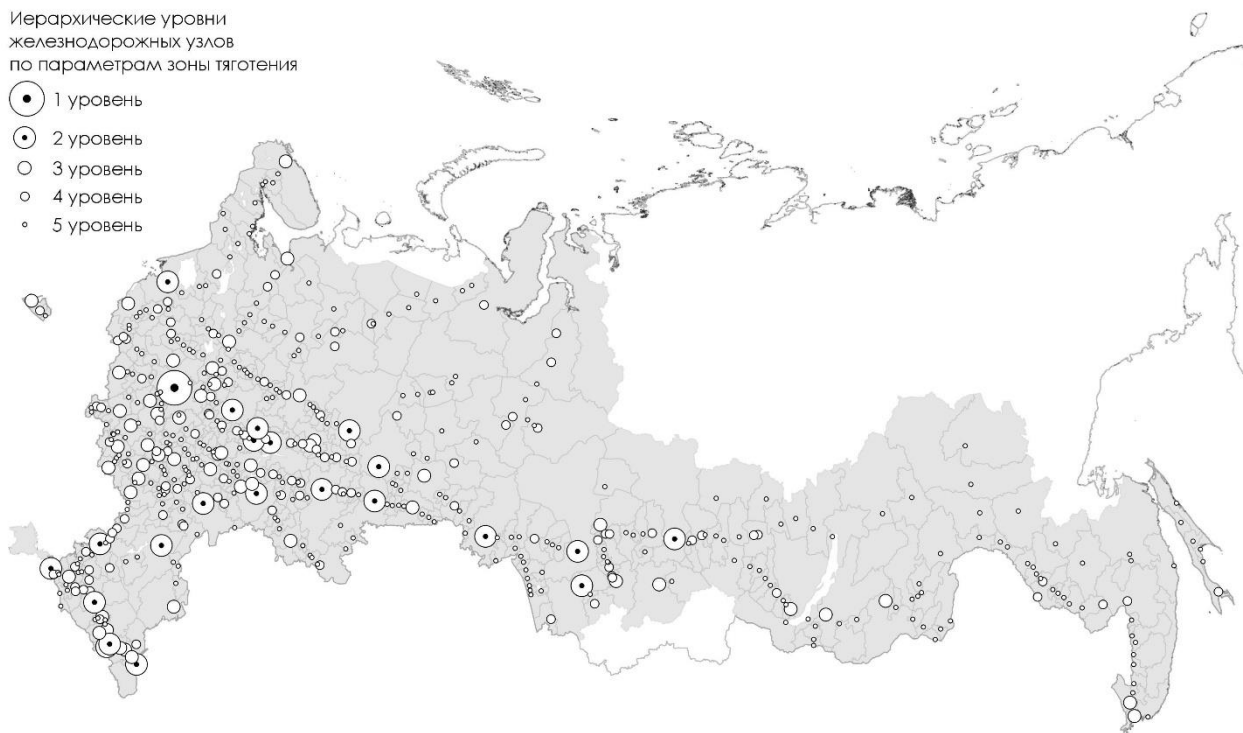 Иерархические уровни
железнодорожных узлов
по параметрам зоны тяготения
1 уровень
2 уровень
3 уровень
4 уровень
5 уровень